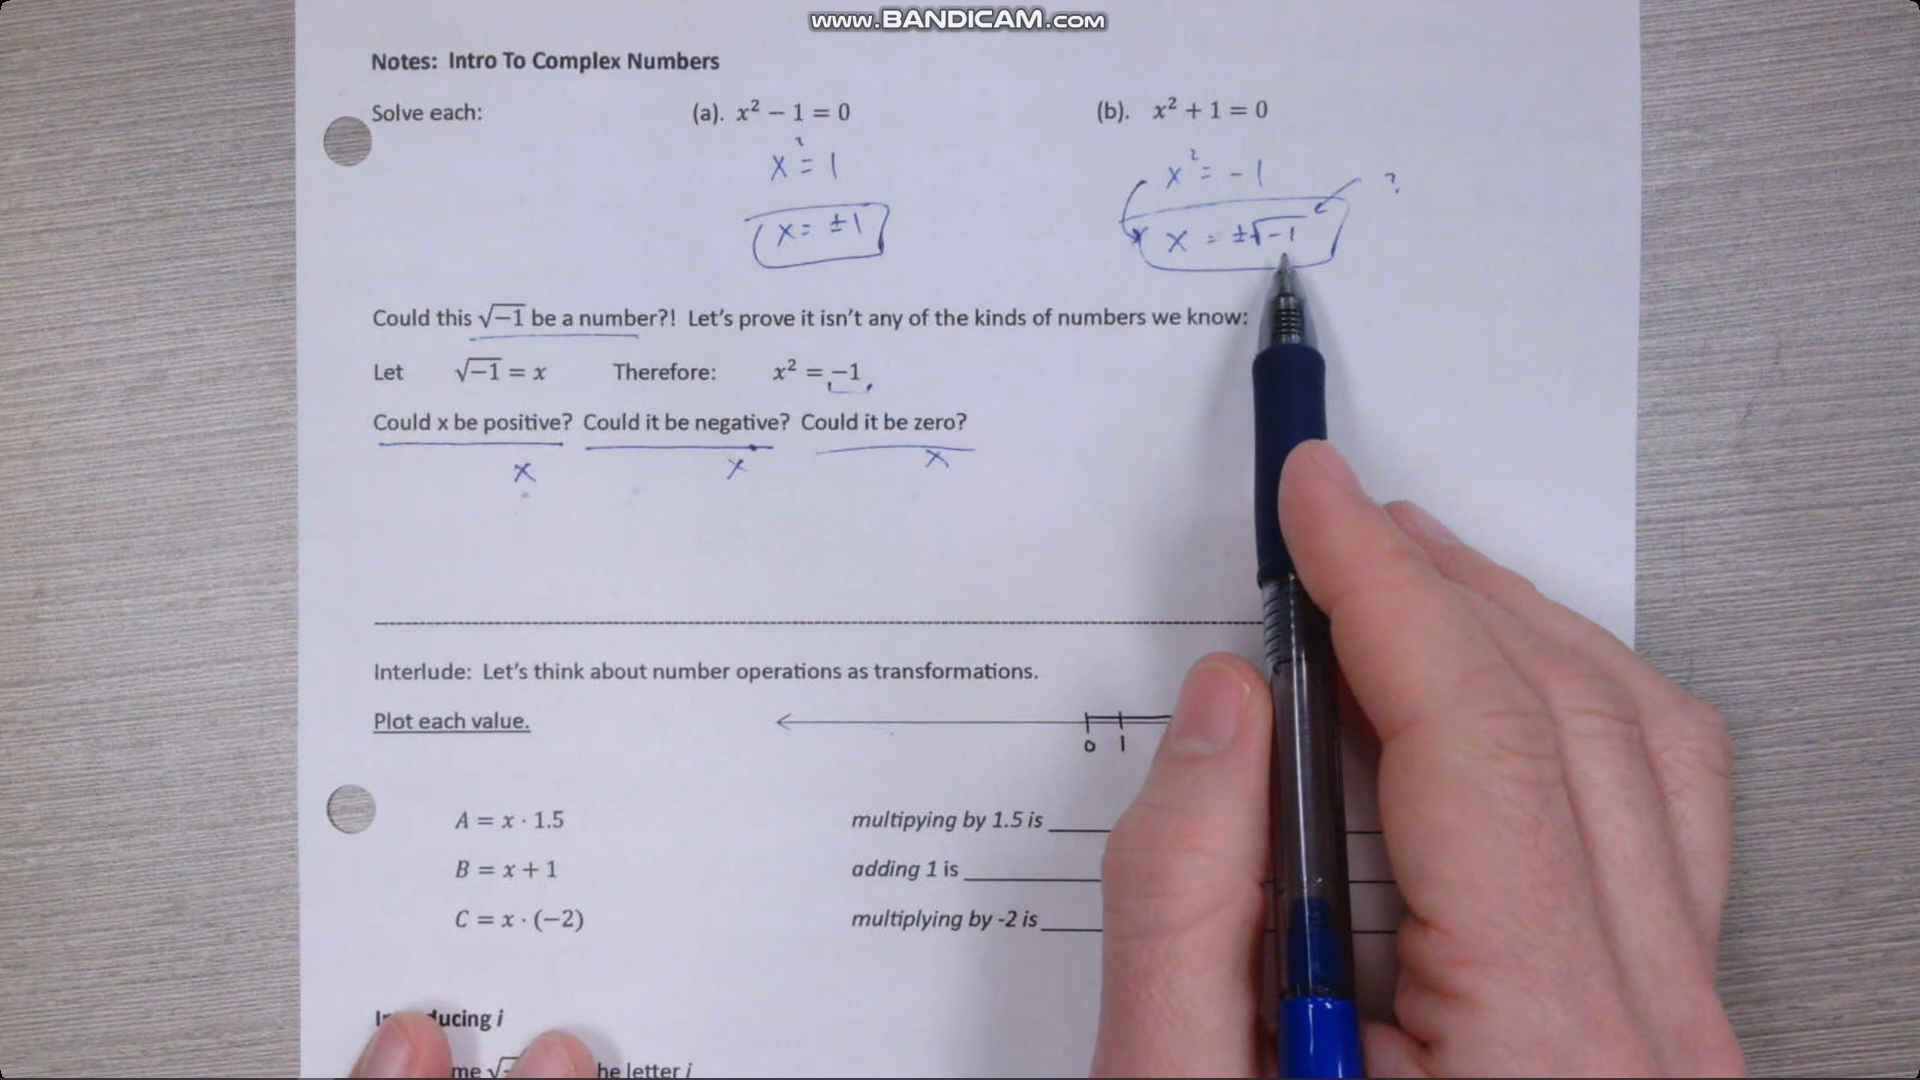 www.BANDICAM.com
Notes: Intro To Complex Numbers
Solve each: (a). x² − 1 = 0 (b). x² + 1 = 0
x² = 1 x² = -1 ?
x = ±1 x = ±√-1
Could this √−1 be a number?! Let's prove it isn't any of the kinds of numbers we know:
Let √−1 = x Therefore: x² = −1
Could x be positive? Could it be negative? Could it be zero?
x x x
Interlude: Let's think about number operations as transformations.
Plot each value.
0 1
A = x · 1.5 multipying by 1.5 is
B = x + 1 adding 1 is
C = x · (−2) multiplying by -2 is
ucing i
me √ he letter i